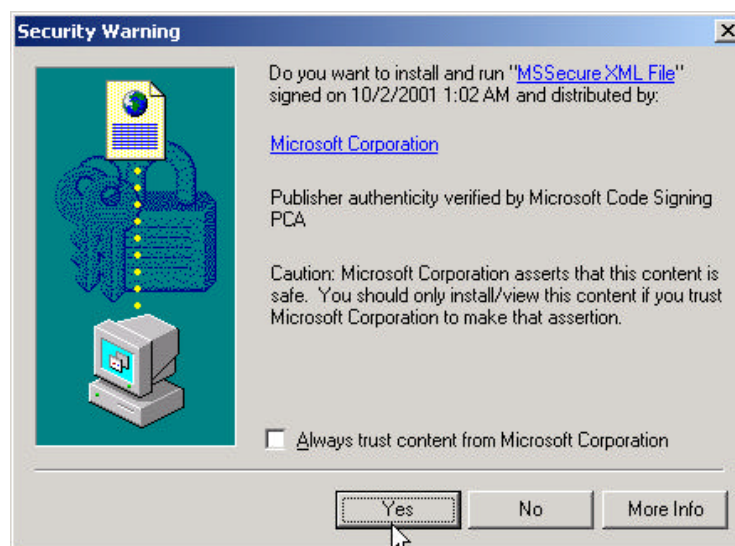 Security Warning
Do you want to install and run "MSSecure XML File"
signed on 10/2/2001 1:02 AM and distributed by:
Microsoft Corporation
Publisher authenticity verified by Microsoft Code Signing
PCA
Caution: Microsoft Corporation asserts that this content is
safe. You should only install/view this content if you trust
Microsoft Corporation to make that assertion.
Always trust content from Microsoft Corporation
Yes No More Info